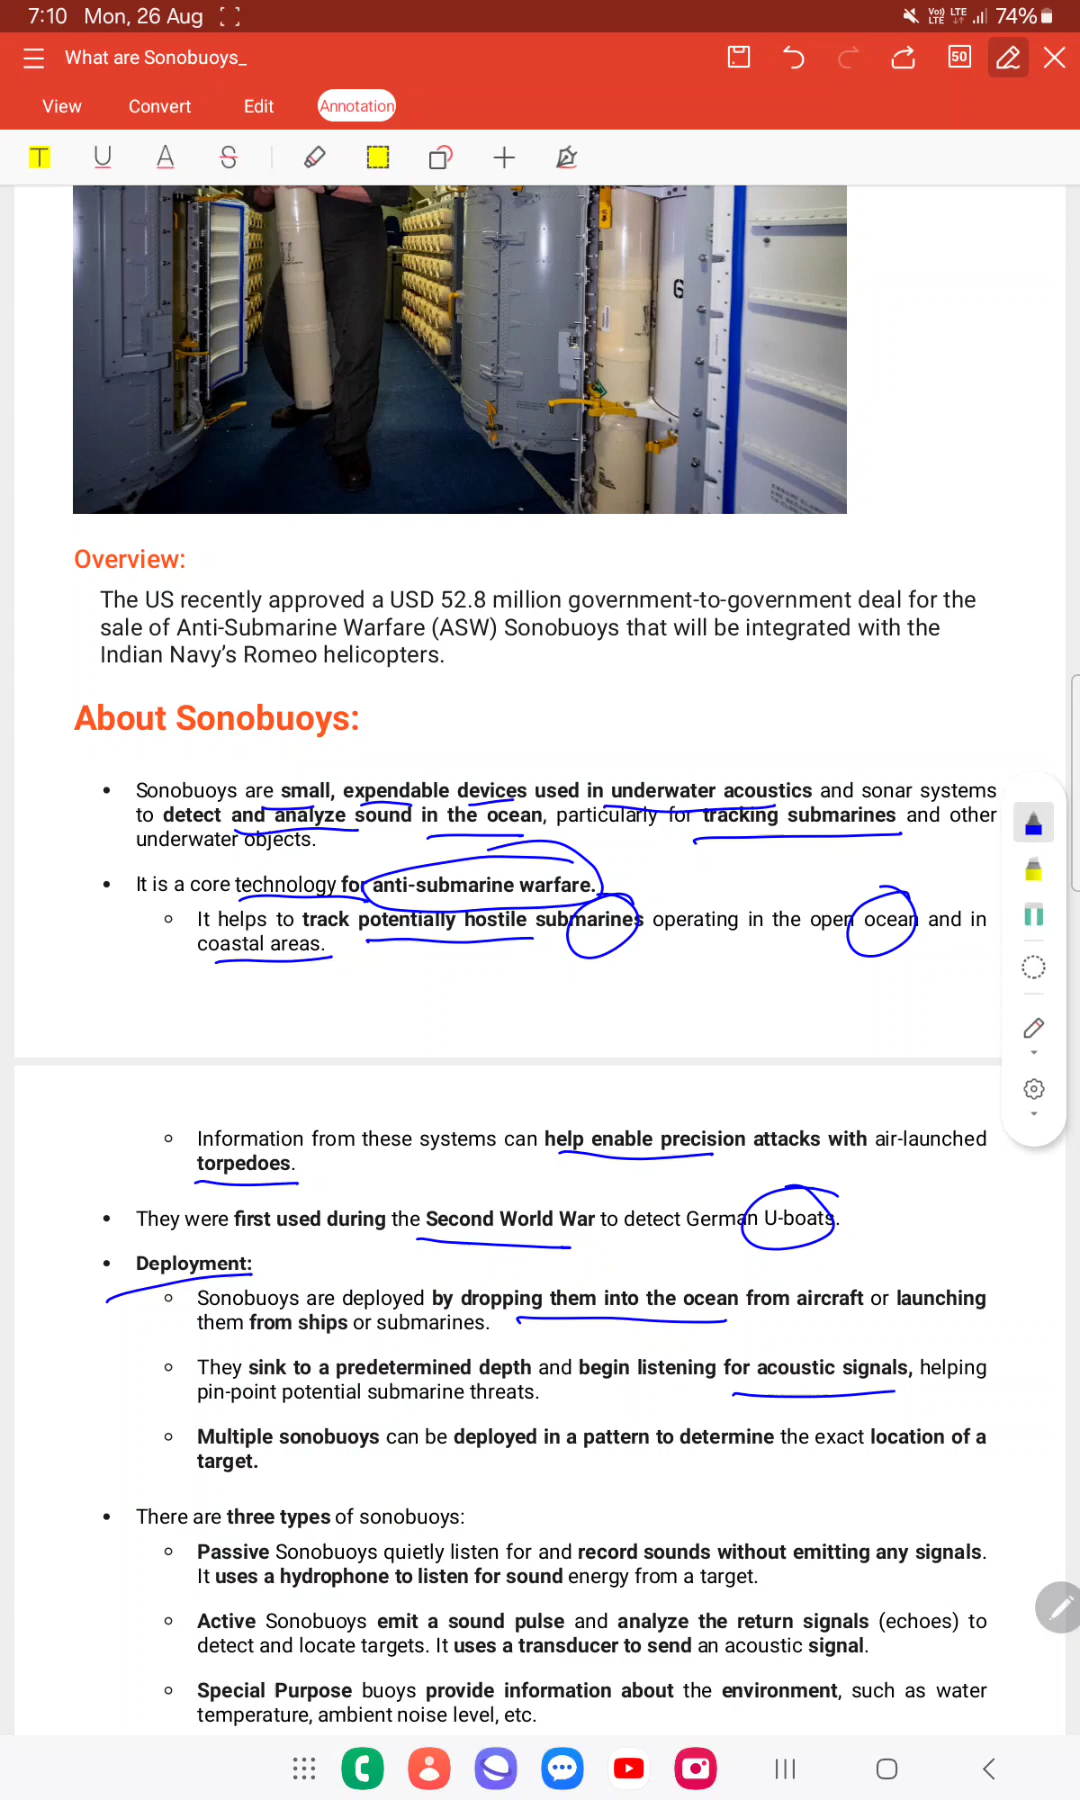 7:10 Mon, 26 Aug
Vo) LTE LTE 74%
What are Sonobuoys_
50
View Convert Edit Annotation
T U A S
G
Overview:
The US recently approved a USD 52.8 million government-to-government deal for the
sale of Anti-Submarine Warfare (ASW) Sonobuoys that will be integrated with the
Indian Navy's Romeo helicopters.
About Sonobuoys:
• Sonobuoys are small, expendable devices used in underwater acoustics and sonar systems
to detect and analyze sound in the ocean, particularly for tracking submarines and other
underwater objects.
• It is a core technology for anti-submarine warfare.
o It helps to track potentially hostile submarines operating in the open ocean and in
coastal areas.
o Information from these systems can help enable precision attacks with air-launched
torpedoes.
• They were first used during the Second World War to detect German U-boats.
• Deployment:
o Sonobuoys are deployed by dropping them into the ocean from aircraft or launching
them from ships or submarines.
o They sink to a predetermined depth and begin listening for acoustic signals, helping
pin-point potential submarine threats.
o Multiple sonobuoys can be deployed in a pattern to determine the exact location of a
target.
• There are three types of sonobuoys:
o Passive Sonobuoys quietly listen for and record sounds without emitting any signals.
It uses a hydrophone to listen for sound energy from a target.
o Active Sonobuoys emit a sound pulse and analyze the return signals (echoes) to
detect and locate targets. It uses a transducer to send an acoustic signal.
o Special Purpose buoys provide information about the environment, such as water
temperature, ambient noise level, etc.